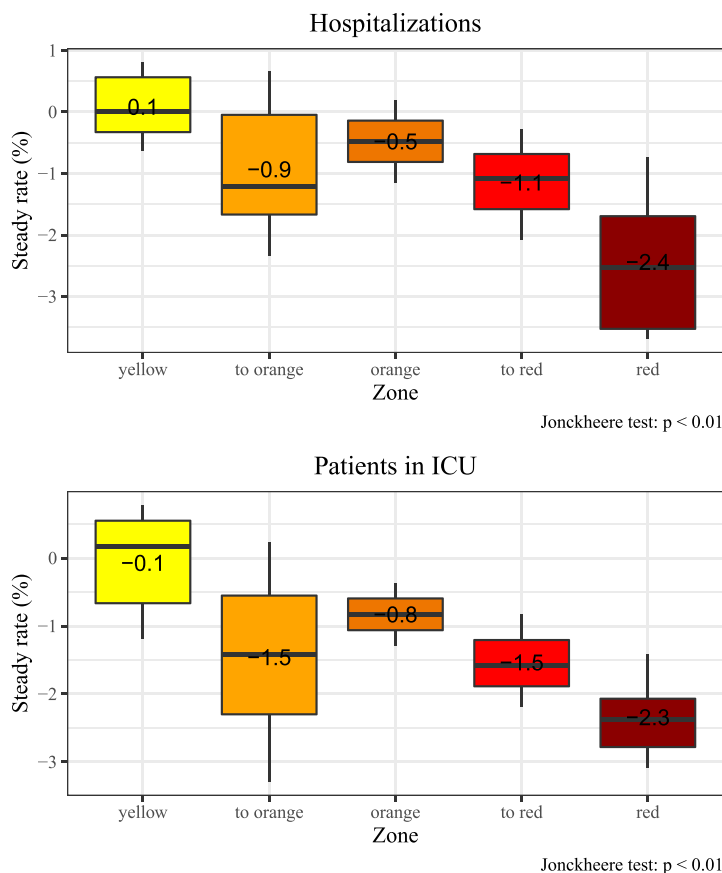 Hospitalizations
Steady rate (%)
1
0
−1
−2
−3
0.1
−0.9
−0.5
−1.1
−2.4
yellow
to orange
orange
to red
red
Zone
Jonckheere test: p < 0.01
Patients in ICU
Steady rate (%)
0
−1
−2
−3
−0.1
−1.5
−0.8
−1.5
−2.3
yellow
to orange
orange
to red
red
Zone
Jonckheere test: p < 0.01